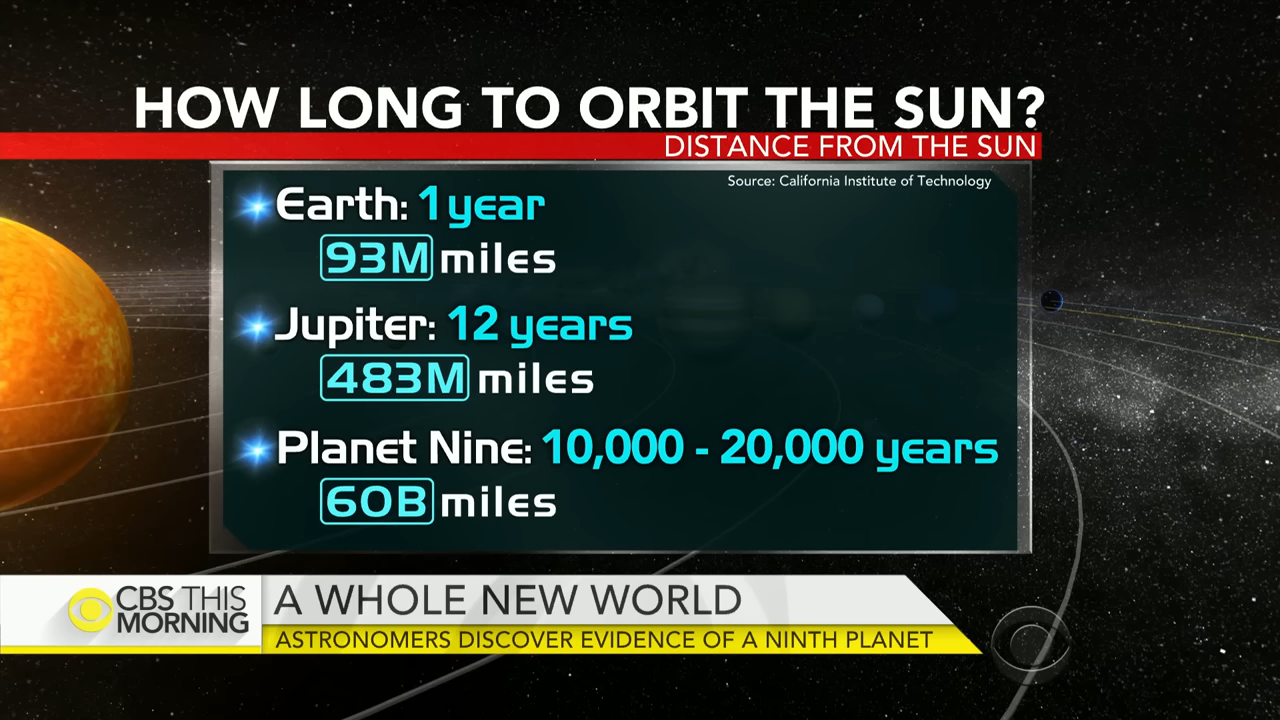 HOW LONG TO ORBIT THE SUN?
DISTANCE FROM THE SUN
Source: California Institute of Technology
Earth: 1 year
93M miles
Jupiter: 12 years
483M miles
Planet Nine: 10,000 - 20,000 years
60B miles
CBS THIS MORNING
A WHOLE NEW WORLD
ASTRONOMERS DISCOVER EVIDENCE OF A NINTH PLANET